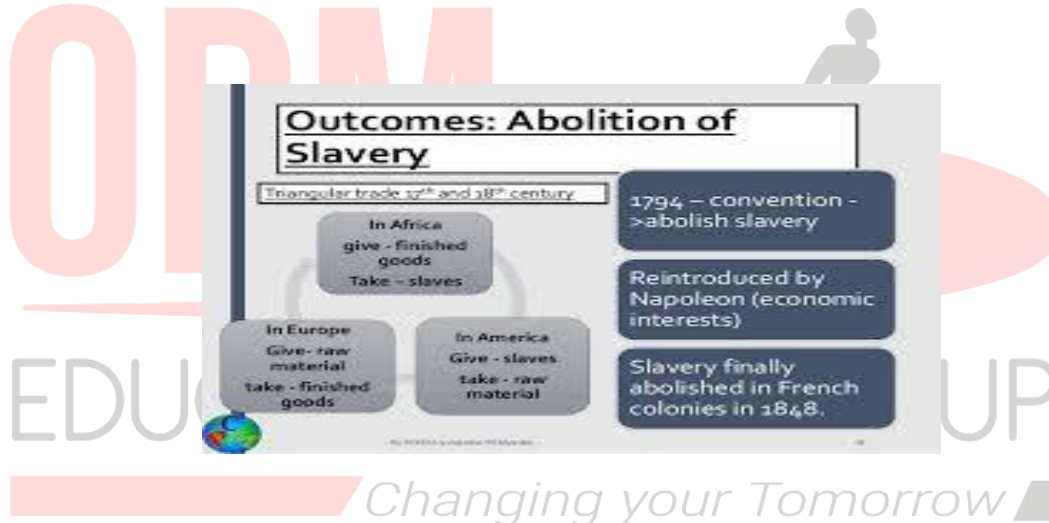 ODM
Outcomes: Abolition of
Slavery
Triangular trade 17th and 18th century
In Africa
give - finished
goods
Take – slaves
In Europe
Give- raw
material
take - finished
goods
In America
Give - slaves
take - raw
material
1794 – convention -
>abolish slavery
Reintroduced by
Napoleon (economic
interests)
Slavery finally
abolished in French
colonies in 1848.
C
Changing your Tomorrow